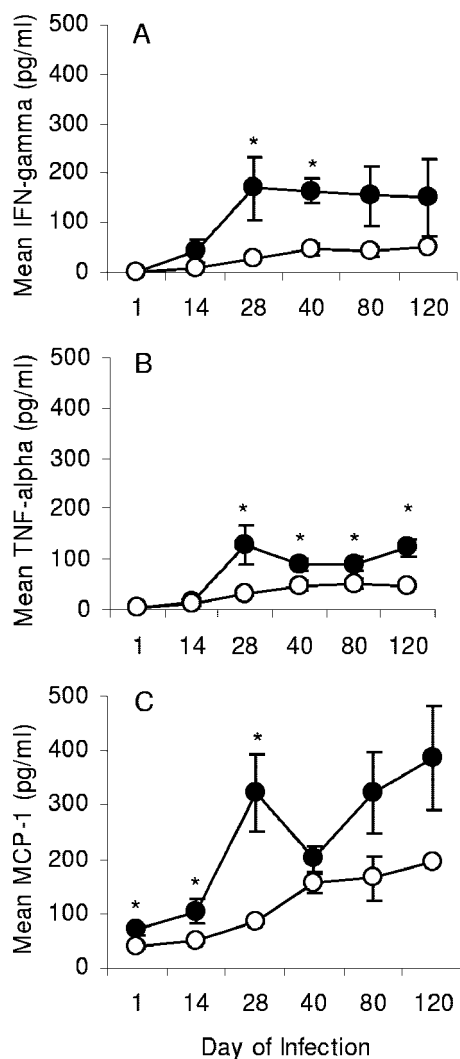 A
Mean IFN-gamma (pg/ml)
500
400
300
200
100
0
*
*
1 14 28 40 80 120
B
Mean TNF-alpha (pg/ml)
500
400
300
200
100
0
* * * *
1 14 28 40 80 120
C
Mean MCP-1 (pg/ml)
500
400
300
200
100
0
* * *
1 14 28 40 80 120
Day of Infection